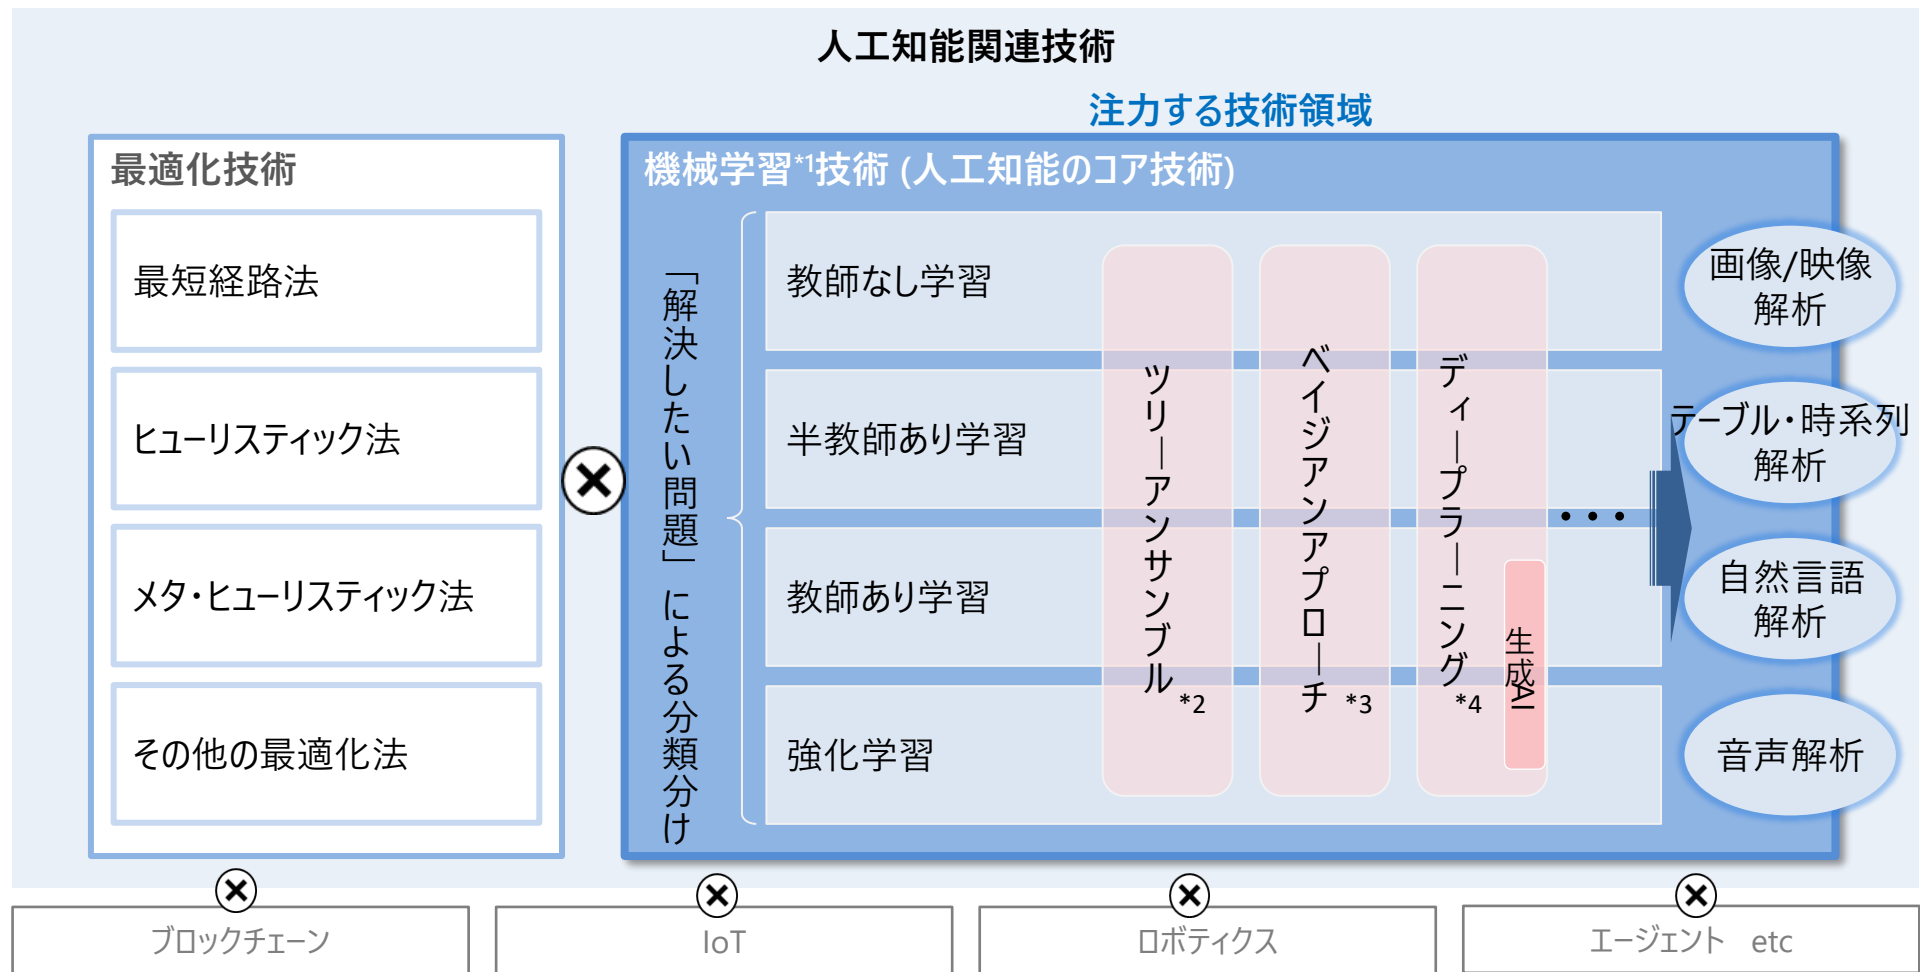 人工知能関連技術
注力する技術領域
最適化技術
最短経路法
ヒューリスティック法
メタ・ヒューリスティック法
その他の最適化法
機械学習*1技術 (人工知能のコア技術)
「解決したい問題」による分類分け
教師なし学習
半教師あり学習
教師あり学習
強化学習
ツリーアンサンブル*2
ベイジアンアプローチ*3
ディープラーニング*4
生成AI
・・・
画像/映像
解析
テーブル・時系列
解析
自然言語
解析
音声解析
ブロックチェーン
IoT
ロボティクス
エージェント　etc